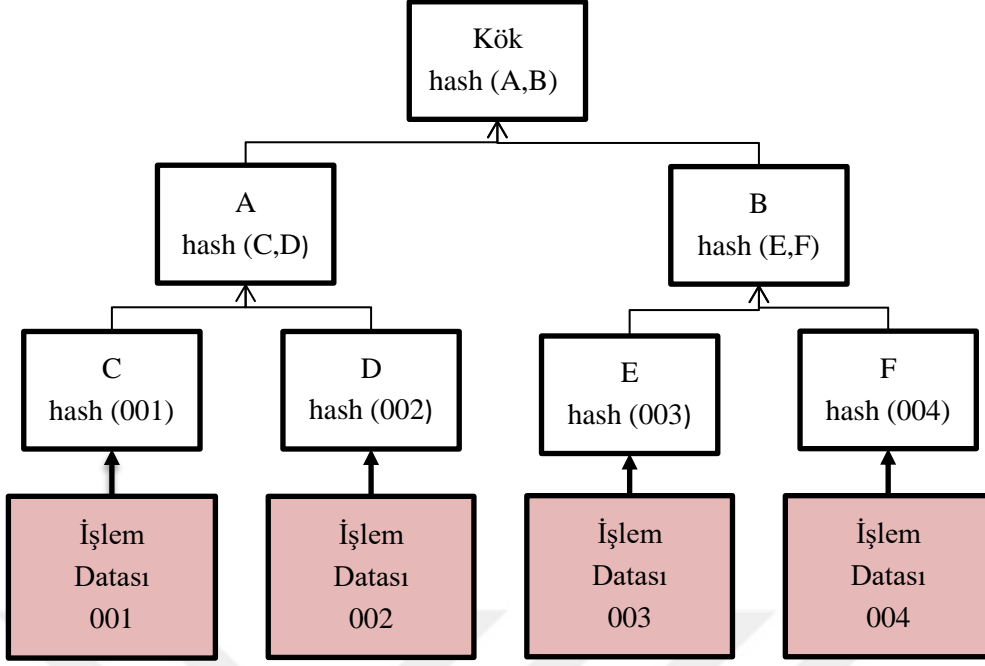 Kök
hash (A,B)
A
hash (C,D)
B
hash (E,F)
C
hash (001)
D
hash (002)
E
hash (003)
F
hash (004)
İşlem
Datası
001
İşlem
Datası
002
İşlem
Datası
003
İşlem
Datası
004